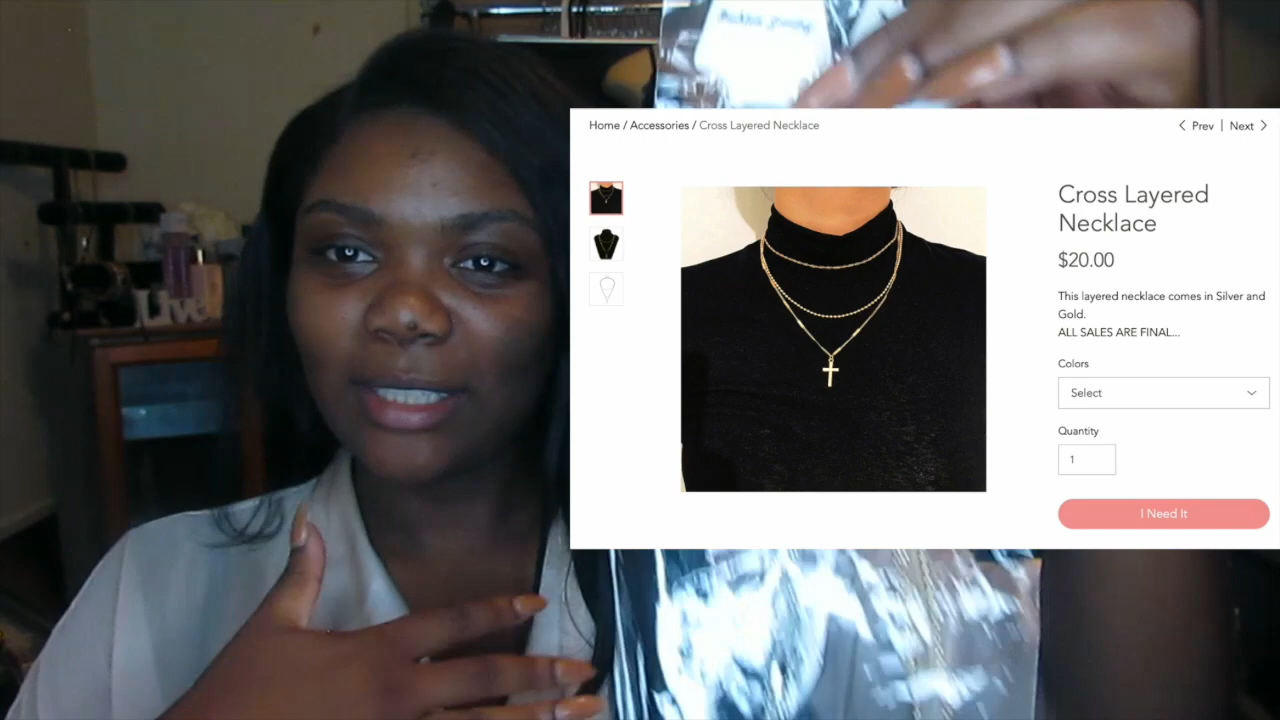 Home / Accessories / Cross Layered Necklace
Prev | Next
Cross Layered
Necklace
$20.00
This layered necklace comes in Silver and
Gold.
ALL SALES ARE FINAL...
Colors
Select
Quantity
1
I Need It
Live